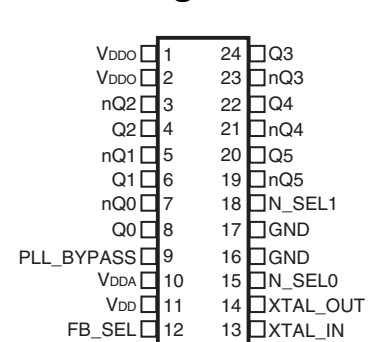 VDDO 1 24 Q3
VDDO 2 23 nQ3
nQ2 3 22 Q4
Q2 4 21 nQ4
nQ1 5 20 Q5
Q1 6 19 nQ5
nQ0 7 18 N_SEL1
Q0 8 17 GND
PLL_BYPASS 9 16 GND
VDDA 10 15 N_SEL0
VDD 11 14 XTAL_OUT
FB_SEL 12 13 XTAL_IN